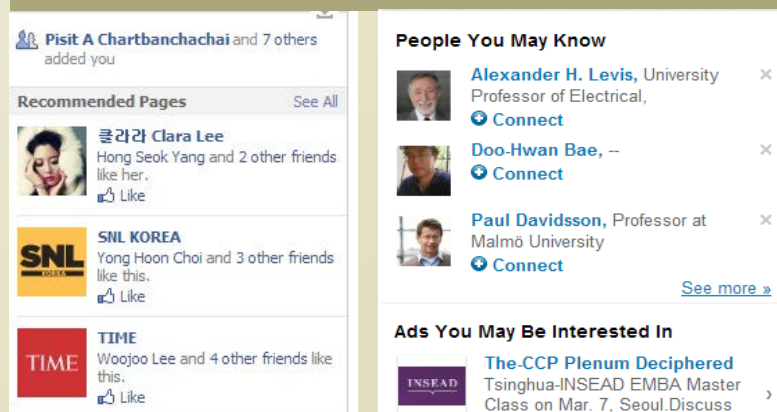 Pisit A Chartbanchachai and 7 others
added you
Recommended Pages See All
클라라 Clara Lee
Hong Seok Yang and 2 other friends
like her.
Like
SNL
KOREA
SNL KOREA
Yong Hoon Choi and 3 other friends
like this.
Like
TIME
TIME
Woojoo Lee and 4 other friends like
this.
Like
People You May Know
Alexander H. Levis, University
Professor of Electrical,
Connect
Doo-Hwan Bae, --
Connect
Paul Davidsson, Professor at
Malmö University
Connect
See more »
Ads You May Be Interested In
INSEAD
The-CCP Plenum Deciphered
Tsinghua-INSEAD EMBA Master
Class on Mar. 7, Seoul.Discuss